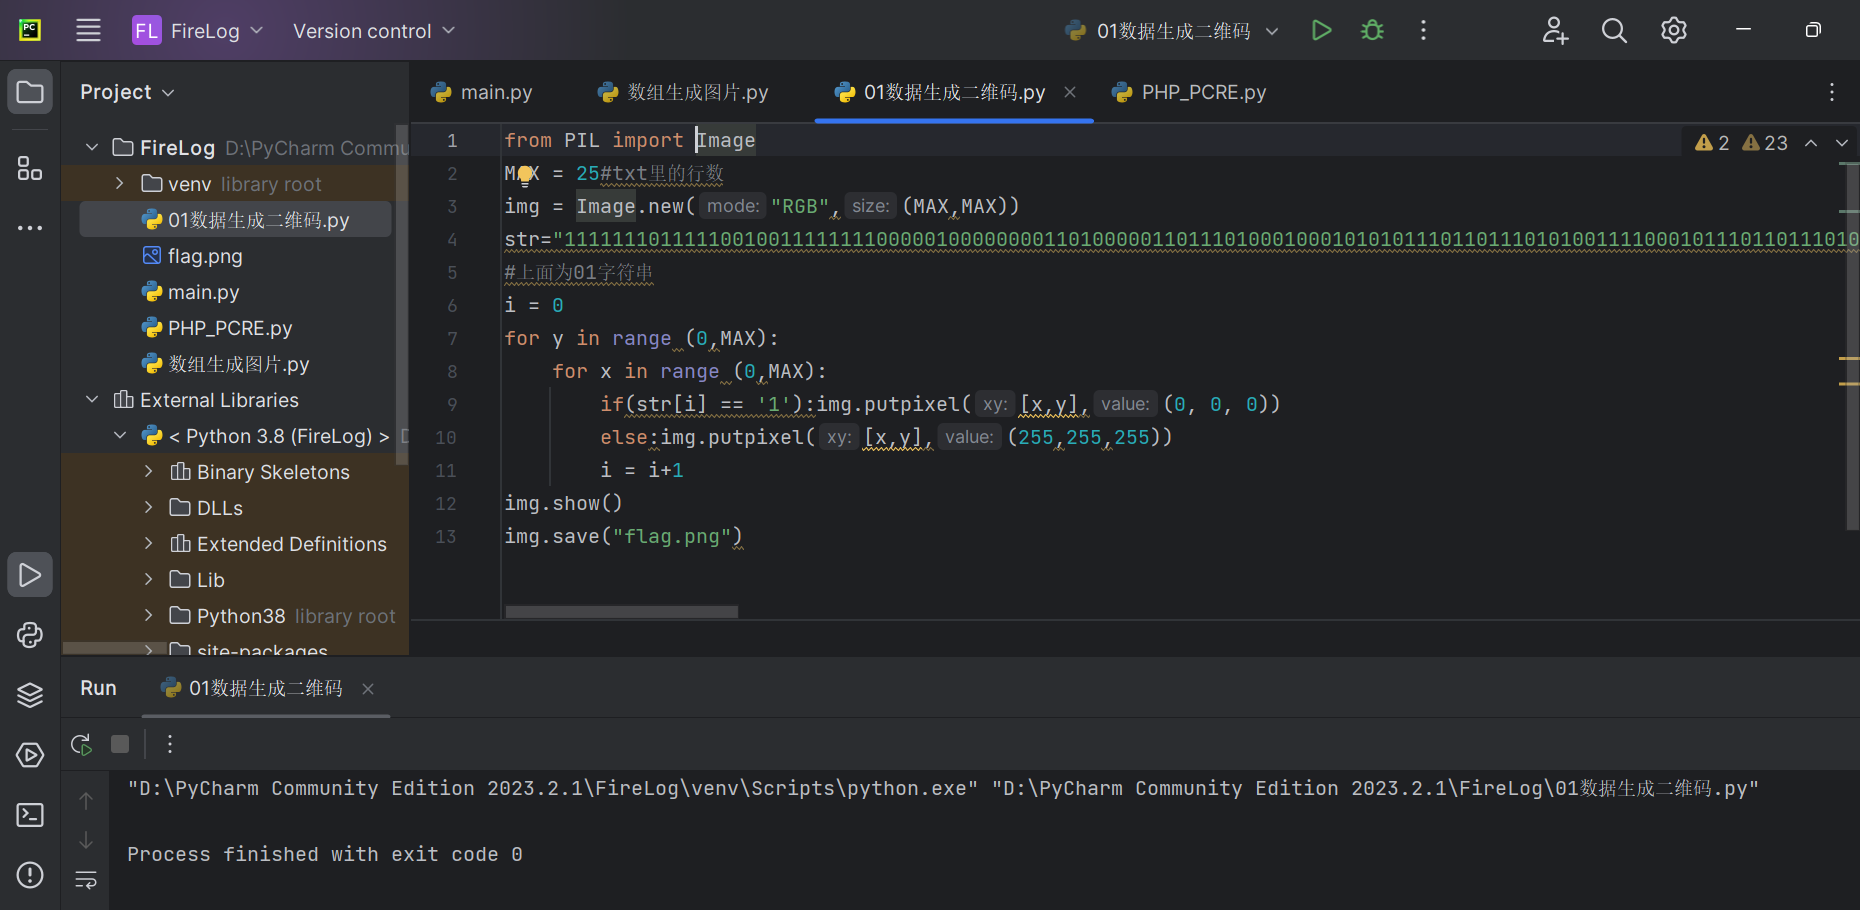 PC
FL FireLog Version control 01数据生成二维码
Project
main.py 数组生成图片.py 01数据生成二维码.py PHP_PCRE.py
FireLog D:\PyCharm Commu
venv library root
01数据生成二维码.py
flag.png
main.py
PHP_PCRE.py
数组生成图片.py
External Libraries
< Python 3.8 (FireLog) > D
Binary Skeletons
DLLs
Extended Definitions
Lib
Python38 library root
site-packages
2 23
1 from PIL import Image
2 MAX = 25#txt里的行数
3 img = Image.new( mode: "RGB", size: (MAX,MAX))
4
5 #上面为01字符串
6 i = 0
7 for y in range (0,MAX):
8 for x in range (0,MAX):
9 if(str[i] == '1'):img.putpixel( xy: [x,y], value: (0, 0, 0))
10 else:img.putpixel( xy: [x,y], value: (255,255,255))
11 i = i+1
12 img.show()
13 img.save("flag.png")
Run 01数据生成二维码
"D:\PyCharm Community Edition 2023.2.1\FireLog\venv\Scripts\python.exe" "D:\PyCharm Community Edition 2023.2.1\FireLog\01数据生成二维码.py"
Process finished with exit code 0